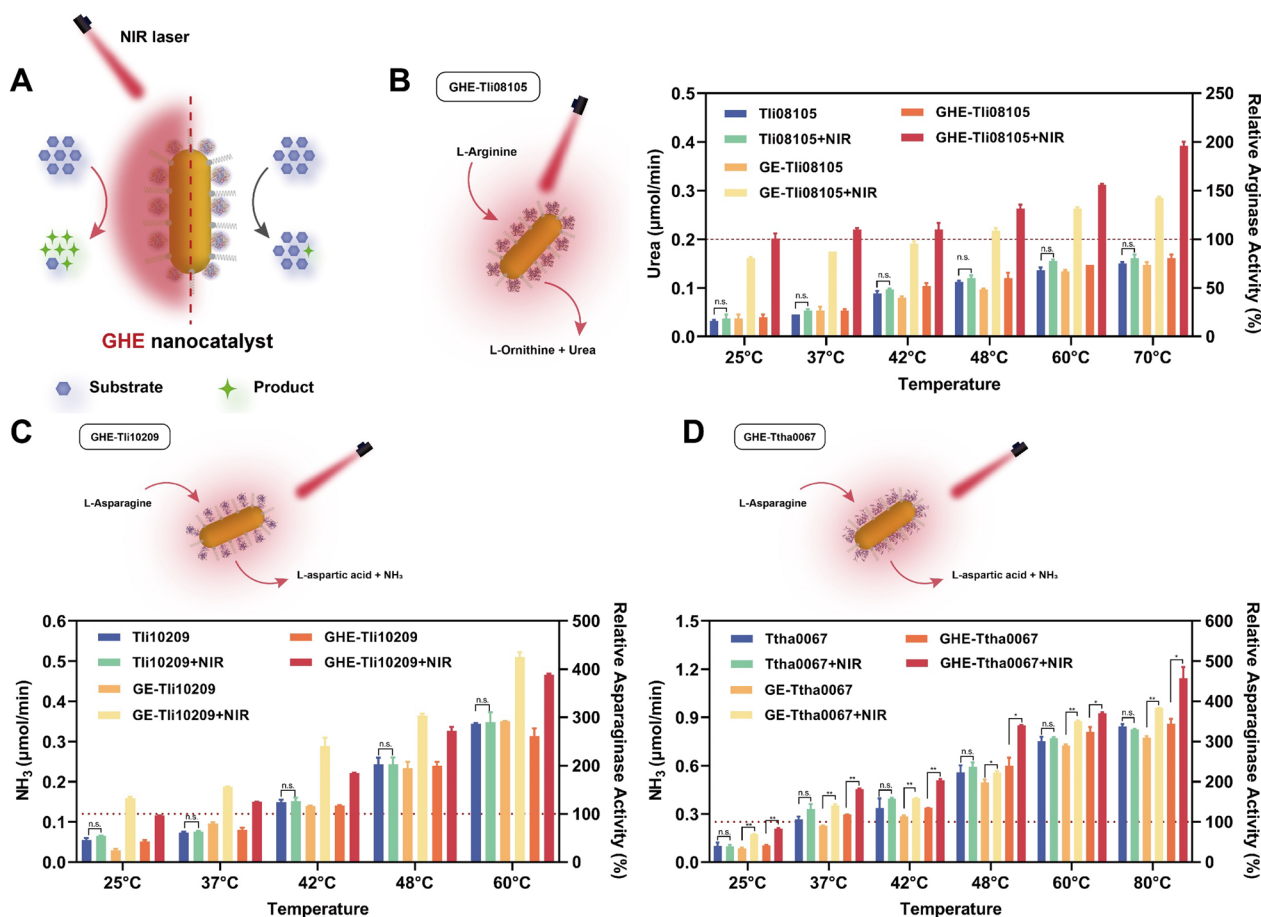 NIR laser
A
GHE nanocatalyst
Substrate
Product
B
GHE-Tli08105
L-Arginine
L-Ornithine + Urea
Urea (μmol/min)
0.5
0.4
0.3
0.2
0.1
0.0
Tli08105
Tli08105+NIR
GE-Tli08105
GE-Tli08105+NIR
GHE-Tli08105
GHE-Tli08105+NIR
n.s.
n.s.
n.s.
n.s.
n.s.
n.s.
250
200
150
100
50
0
Relative Arginase Activity (%)
25°C
37°C
42°C
48°C
60°C
70°C
Temperature
C
GHE-Tli10209
L-Asparagine
L-aspartic acid + NH₃
NH₃ (μmol/min)
0.6
0.5
0.4
0.3
0.2
0.1
0.0
Tli10209
Tli10209+NIR
GE-Tli10209
GE-Tli10209+NIR
GHE-Tli10209
GHE-Tli10209+NIR
n.s.
n.s.
n.s.
n.s.
n.s.
500
400
300
200
100
0
Relative Asparaginase Activity (%)
25°C
37°C
42°C
48°C
60°C
Temperature
D
GHE-Ttha0067
L-Asparagine
L-aspartic acid + NH₃
NH₃ (μmol/min)
1.5
1.2
0.9
0.6
0.3
0.0
Ttha0067
Ttha0067+NIR
GE-Ttha0067
GE-Ttha0067+NIR
GHE-Ttha0067
GHE-Ttha0067+NIR
n.s.
**
**
n.s.
**
**
n.s.
**
**
n.s.
*
*
n.s.
**
*
n.s.
**
*
600
500
400
300
200
100
0
Relative Asparaginase Activity (%)
25°C
37°C
42°C
48°C
60°C
80°C
Temperature